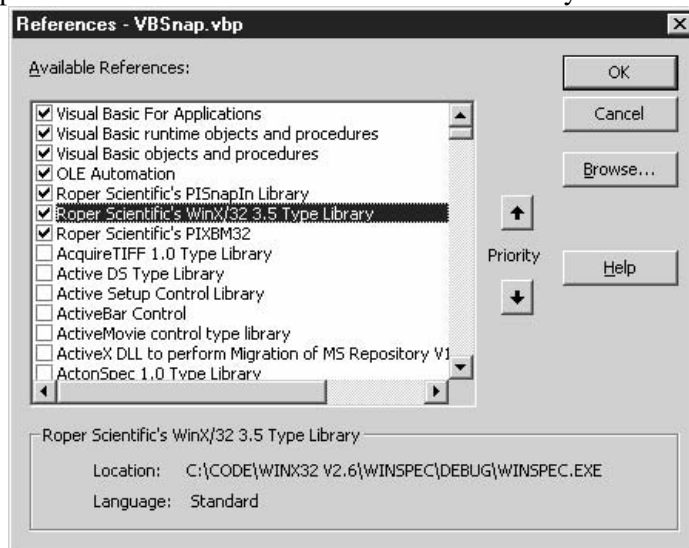 References - VBSnap.vbp
Available References:
OK
Cancel
Browse...
Help
Visual Basic For Applications
Visual Basic runtime objects and procedures
Visual Basic objects and procedures
OLE Automation
Roper Scientific's PISnapIn Library
Roper Scientific's WinX/32 3.5 Type Library
Roper Scientific's PIXBM32
AcquireTIFF 1.0 Type Library
Active DS Type Library
Active Setup Control Library
ActiveBar Control
ActiveMovie control type library
ActiveX DLL to perform Migration of MS Repository V1
ActonSpec 1.0 Type Library
Priority
Roper Scientific's WinX/32 3.5 Type Library
Location: C:\CODE\WINX32 V2.6\WINSPEC\DEBUG\WINSPEC.EXE
Language: Standard